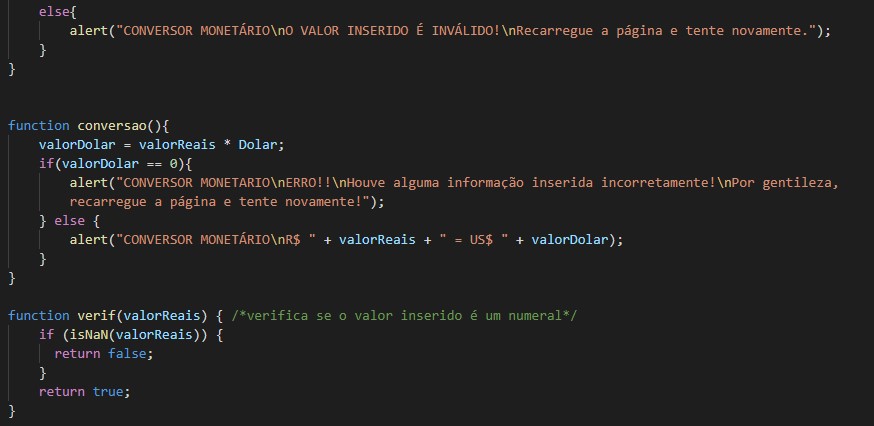 else{
alert("CONVERSOR MONETÁRIO\nO VALOR INSERIDO É INVÁLIDO!\nRecarregue a página e tente novamente.");
}
}
function conversao(){
valorDolar = valorReais * Dolar;
if(valorDolar == 0){
alert("CONVERSOR MONETARIO\nERRO!!\nHouve alguma informação inserida incorretamente!\nPor gentileza,
recarregue a página e tente novamente!");
} else {
alert("CONVERSOR MONETÁRIO\nR$ " + valorReais + " = US$ " + valorDolar);
}
}
function verif(valorReais) { /*verifica se o valor inserido é um numeral*/
if (isNaN(valorReais)) {
return false;
}
return true;
}